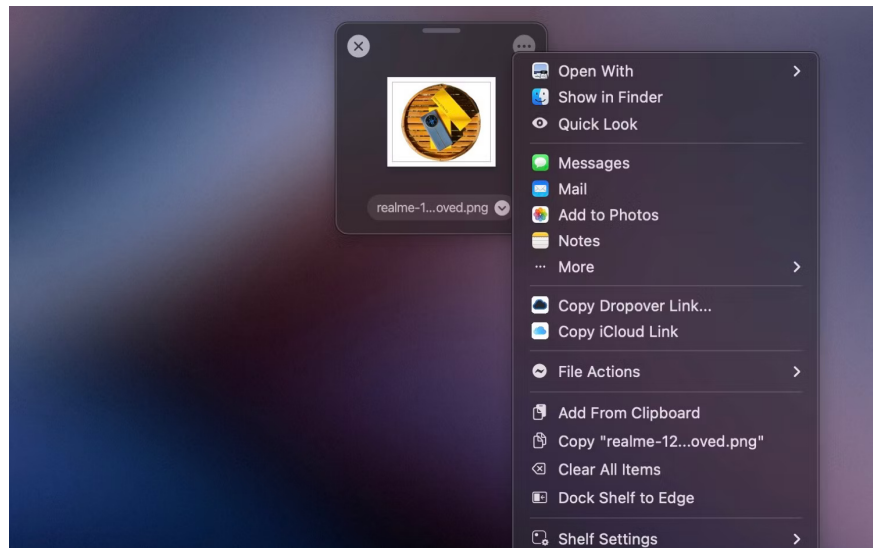 realme-1...oved.png
Open With
Show in Finder
Quick Look
Messages
Mail
Add to Photos
Notes
More
Copy Dropover Link...
Copy iCloud Link
File Actions
Add From Clipboard
Copy "realme-12...oved.png"
Clear All Items
Dock Shelf to Edge
Shelf Settings